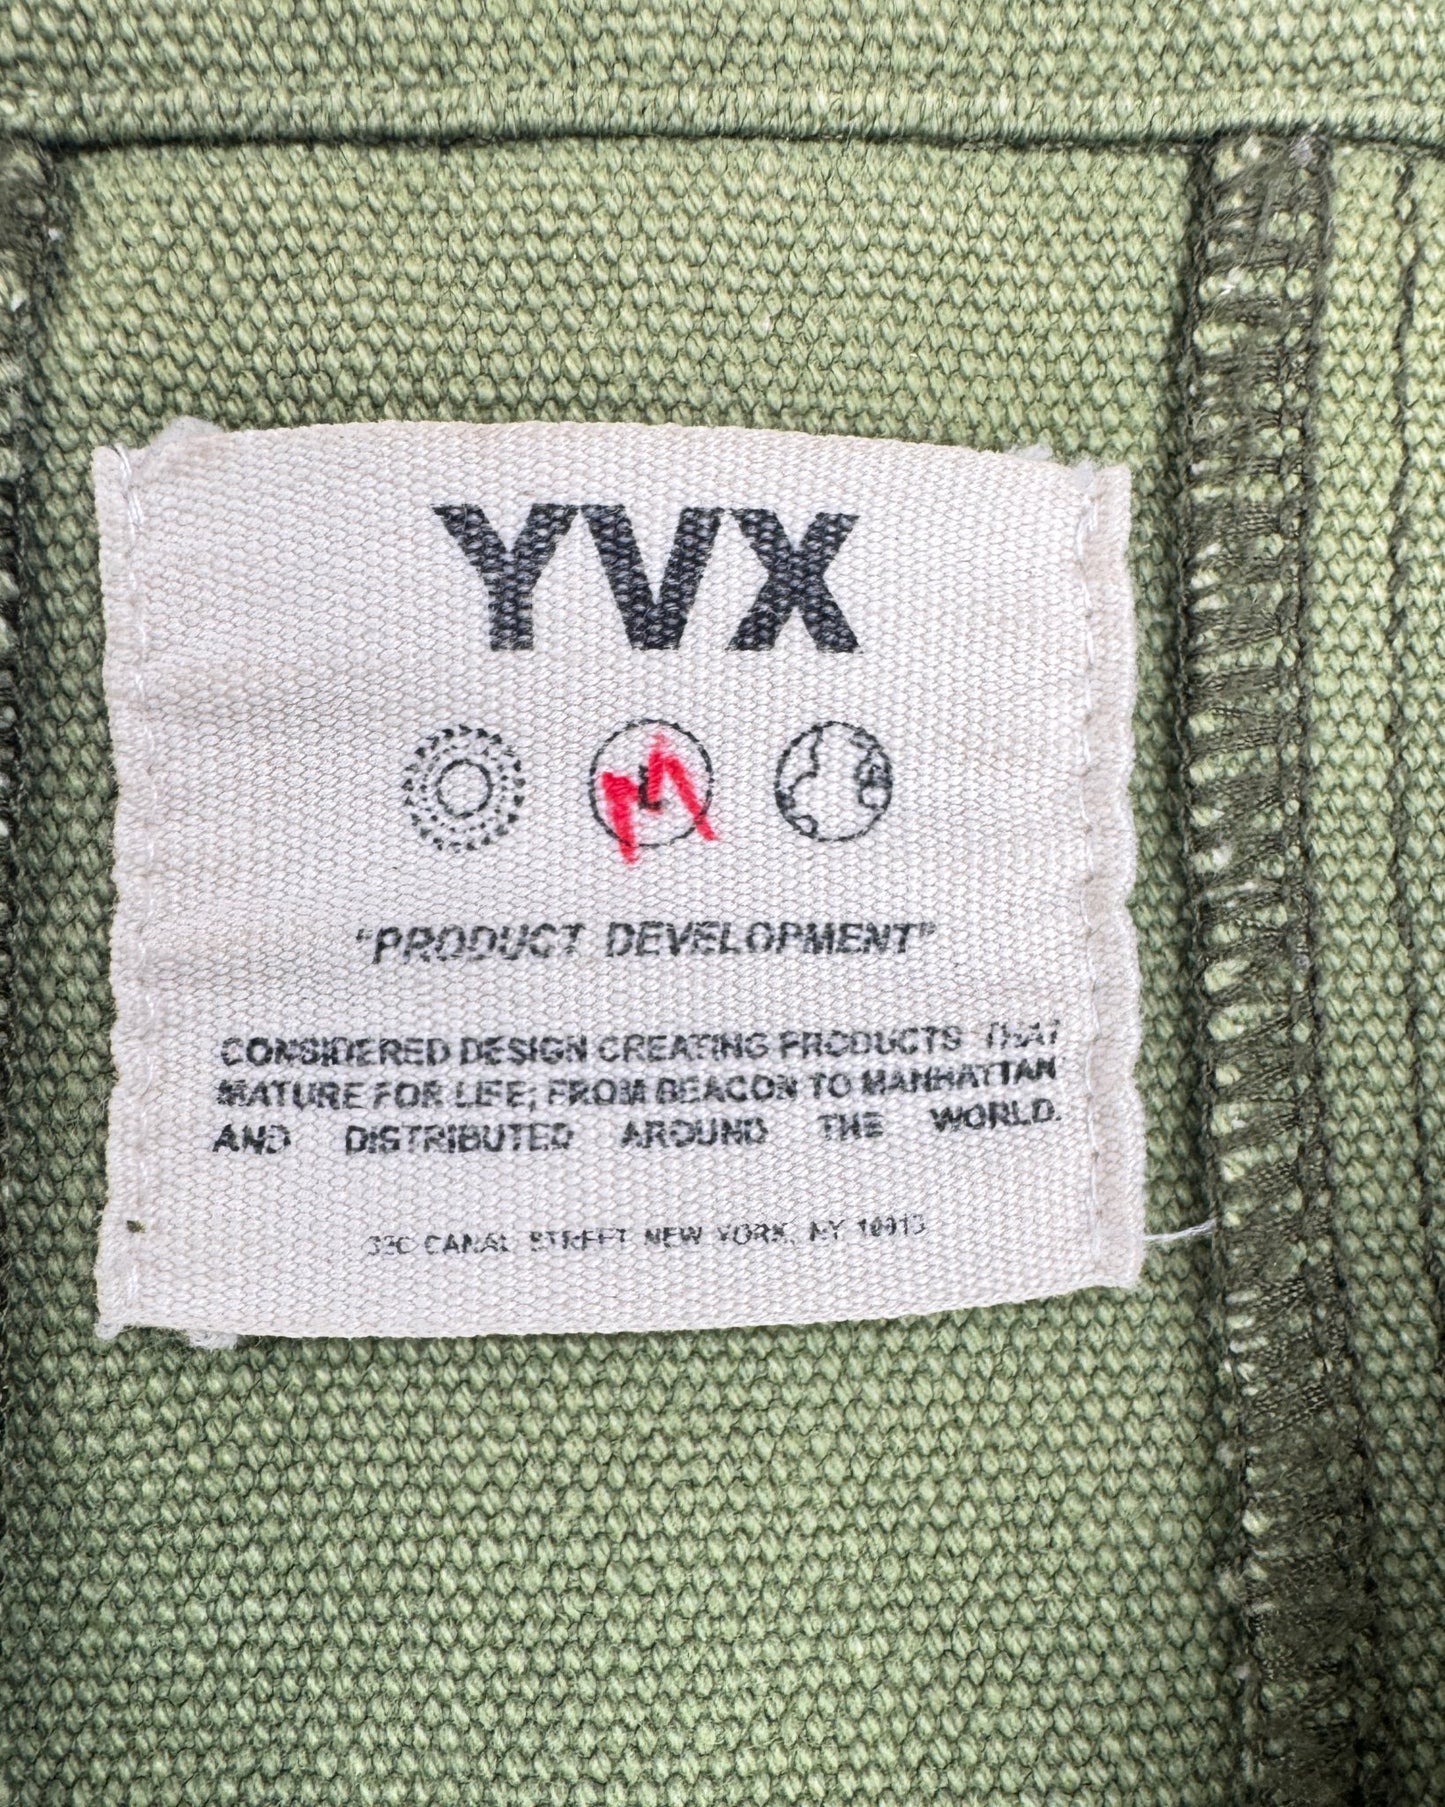 YVX
M
"PRODUCT DEVELOPMENT"
CONSIDERED DESIGN CREATING PRODUCTS THAT
MATURE FOR LIFE; FROM BEACON TO MANHATTAN
AND DISTRIBUTED AROUND THE WORLD.
CANAL STREET NEW YORK, NY 10013